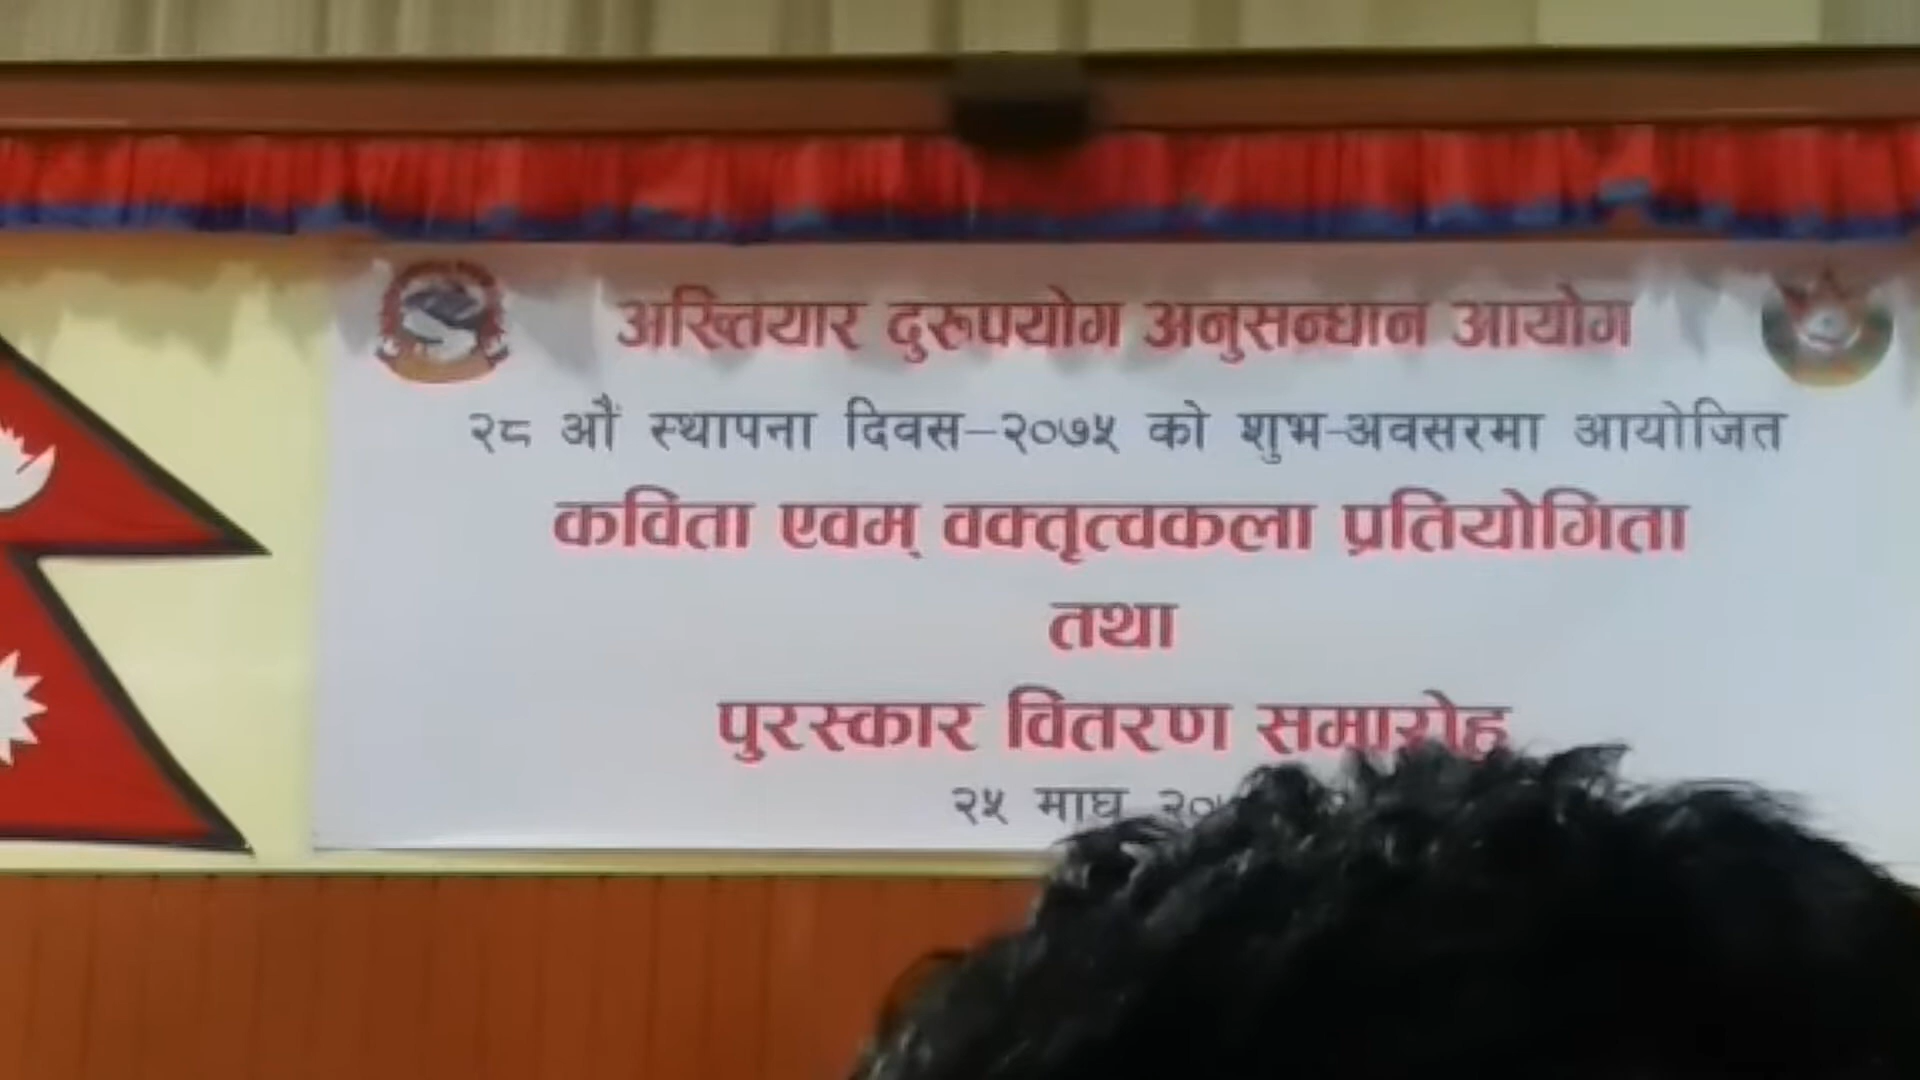 अख्तियार दुरूपयोग अनुसन्धान आयोग
२८ औं स्थापना दिवस-२०७५ को शुभ-अवसरमा आयोजित
कविता एवम् वक्तृत्वकला प्रतियोगिता
तथा
पुरस्कार वितरण समारोह
२५ माघ